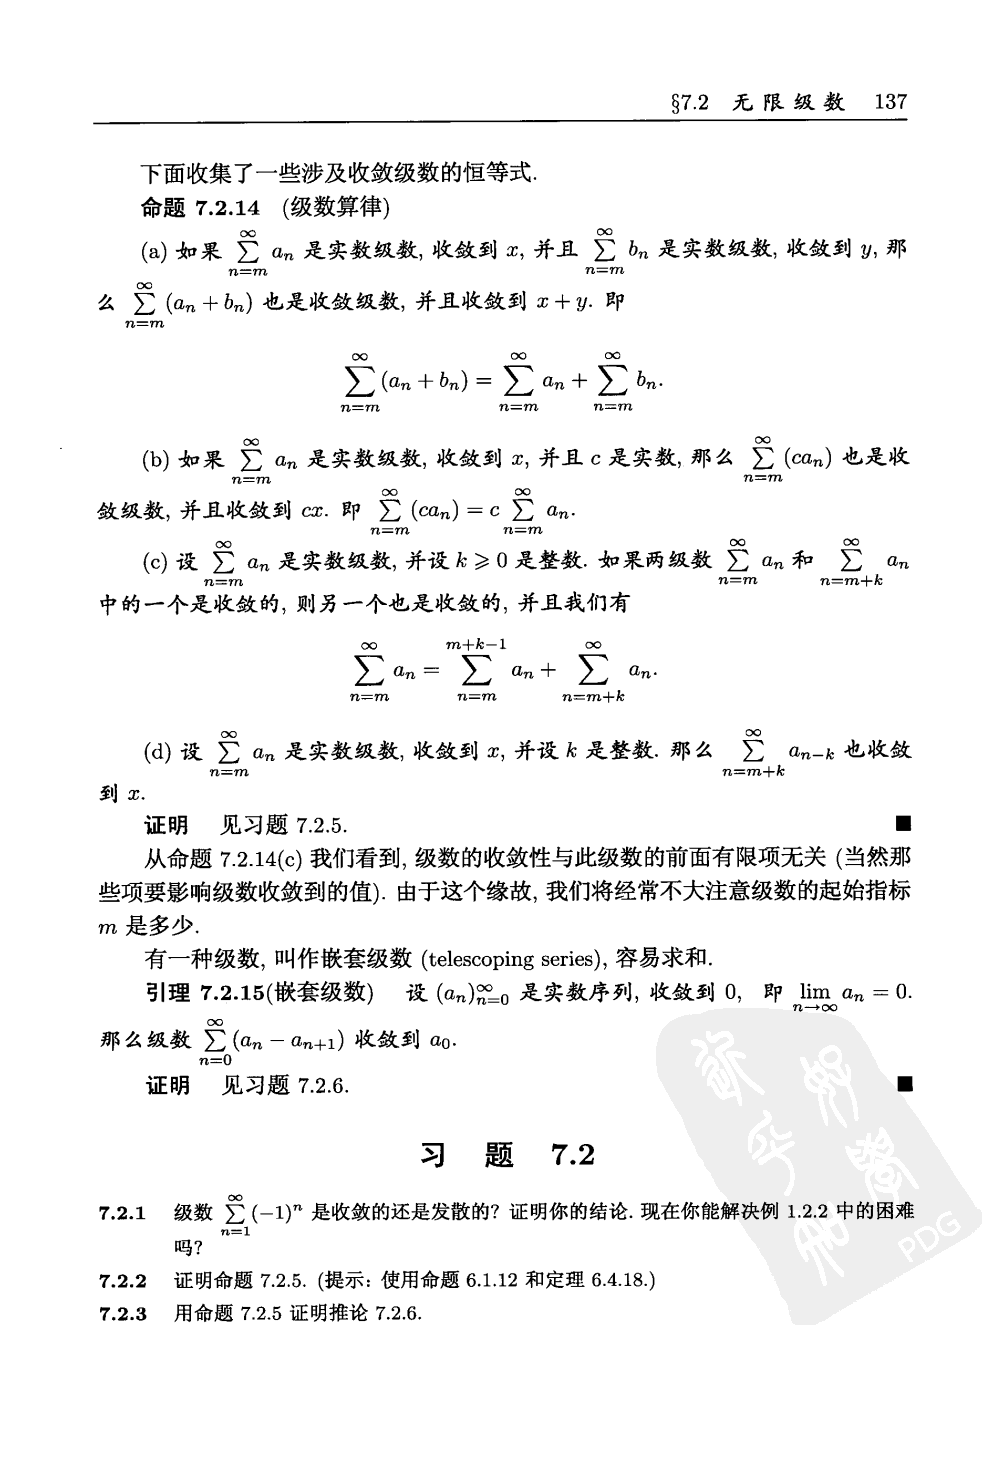 §7.2 无限级数 137
下面收集了一些涉及收敛级数的恒等式.
命题 7.2.14 (级数算律)
(a) 如果 $\sum_{n=m}^{\infty} a_n$ 是实数级数, 收敛到 x, 并且 $\sum_{n=m}^{\infty} b_n$ 是实数级数, 收敛到 y, 那
么 $\sum_{n=m}^{\infty} (a_n + b_n)$ 也是收敛级数, 并且收敛到 x + y. 即
$\sum_{n=m}^{\infty} (a_n + b_n) = \sum_{n=m}^{\infty} a_n + \sum_{n=m}^{\infty} b_n.$
(b) 如果 $\sum_{n=m}^{\infty} a_n$ 是实数级数, 收敛到 x, 并且 c 是实数, 那么 $\sum_{n=m}^{\infty} (ca_n)$ 也是收
敛级数, 并且收敛到 cx. 即 $\sum_{n=m}^{\infty} (ca_n) = c \sum_{n=m}^{\infty} a_n.$
(c) 设 $\sum_{n=m}^{\infty} a_n$ 是实数级数, 并设 k ⩾ 0 是整数. 如果两级数 $\sum_{n=m}^{\infty} a_n$ 和 $\sum_{n=m+k}^{\infty} a_n$
中的一个是收敛的, 则另一个也是收敛的, 并且我们有
$\sum_{n=m}^{\infty} a_n = \sum_{n=m}^{m+k-1} a_n + \sum_{n=m+k}^{\infty} a_n.$
(d) 设 $\sum_{n=m}^{\infty} a_n$ 是实数级数, 收敛到 x, 并设 k 是整数. 那么 $\sum_{n=m+k}^{\infty} a_{n-k}$ 也收敛
到 x.
证明 见习题 7.2.5. ■
从命题 7.2.14(c) 我们看到, 级数的收敛性与此级数的前面有限项无关 (当然那
些项要影响级数收敛到的值). 由于这个缘故, 我们将经常不大注意级数的起始指标
m 是多少.
有一种级数, 叫作嵌套级数 (telescoping series), 容易求和.
引理 7.2.15(嵌套级数) 设 $(a_n)_{n=0}^{\infty}$ 是实数序列, 收敛到 0, 即 $\lim_{n\to\infty} a_n = 0.$
那么级数 $\sum_{n=0}^{\infty} (a_n - a_{n+1})$ 收敛到 $a_0$.
证明 见习题 7.2.6. ■
习 题 7.2
7.2.1 级数 $\sum_{n=1}^{\infty} (-1)^n$ 是收敛的还是发散的? 证明你的结论. 现在你能解决例 1.2.2 中的困难
吗?
7.2.2 证明命题 7.2.5. (提示: 使用命题 6.1.12 和定理 6.4.18.)
7.2.3 用命题 7.2.5 证明推论 7.2.6.
PDG